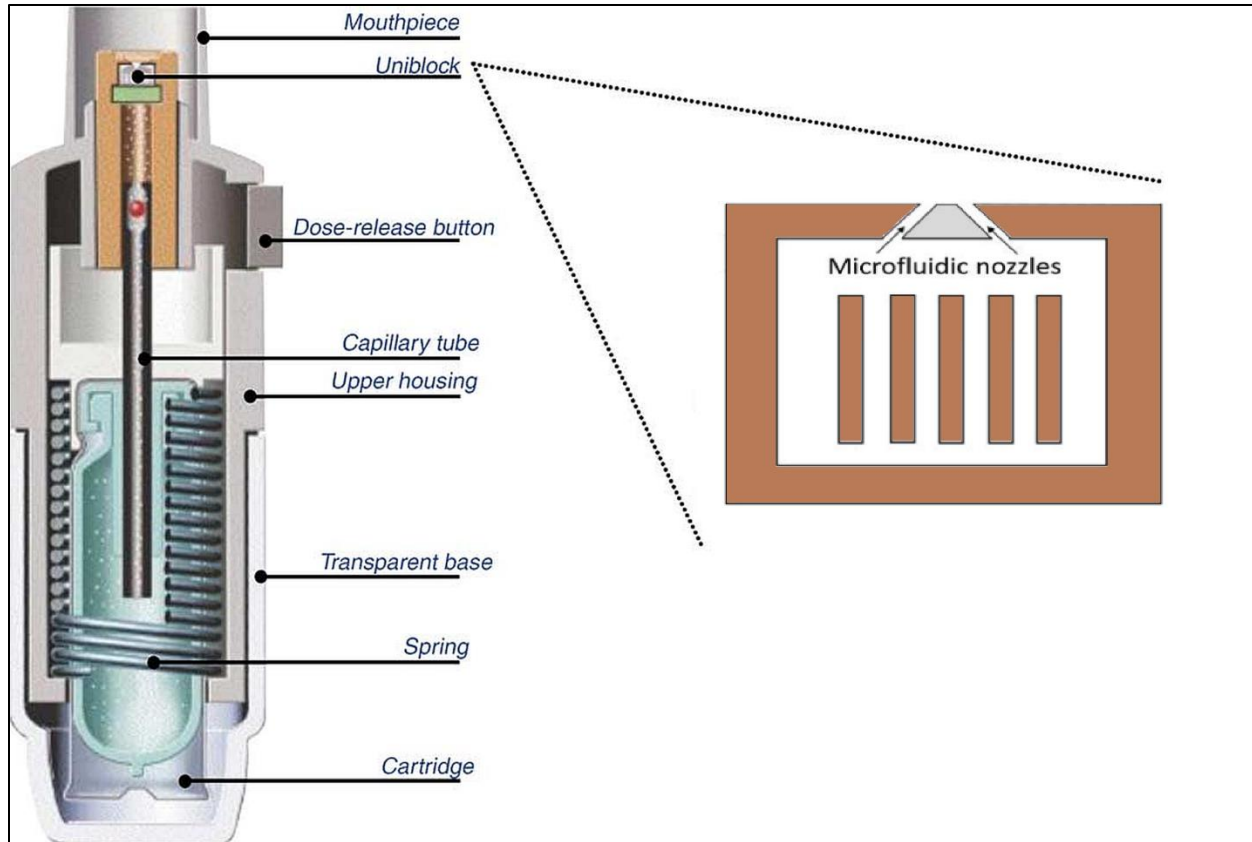 Mouthpiece
Uniblock
Dose-release button
Microfluidic nozzles
Capillary tube
Upper housing
Transparent base
Spring
Cartridge